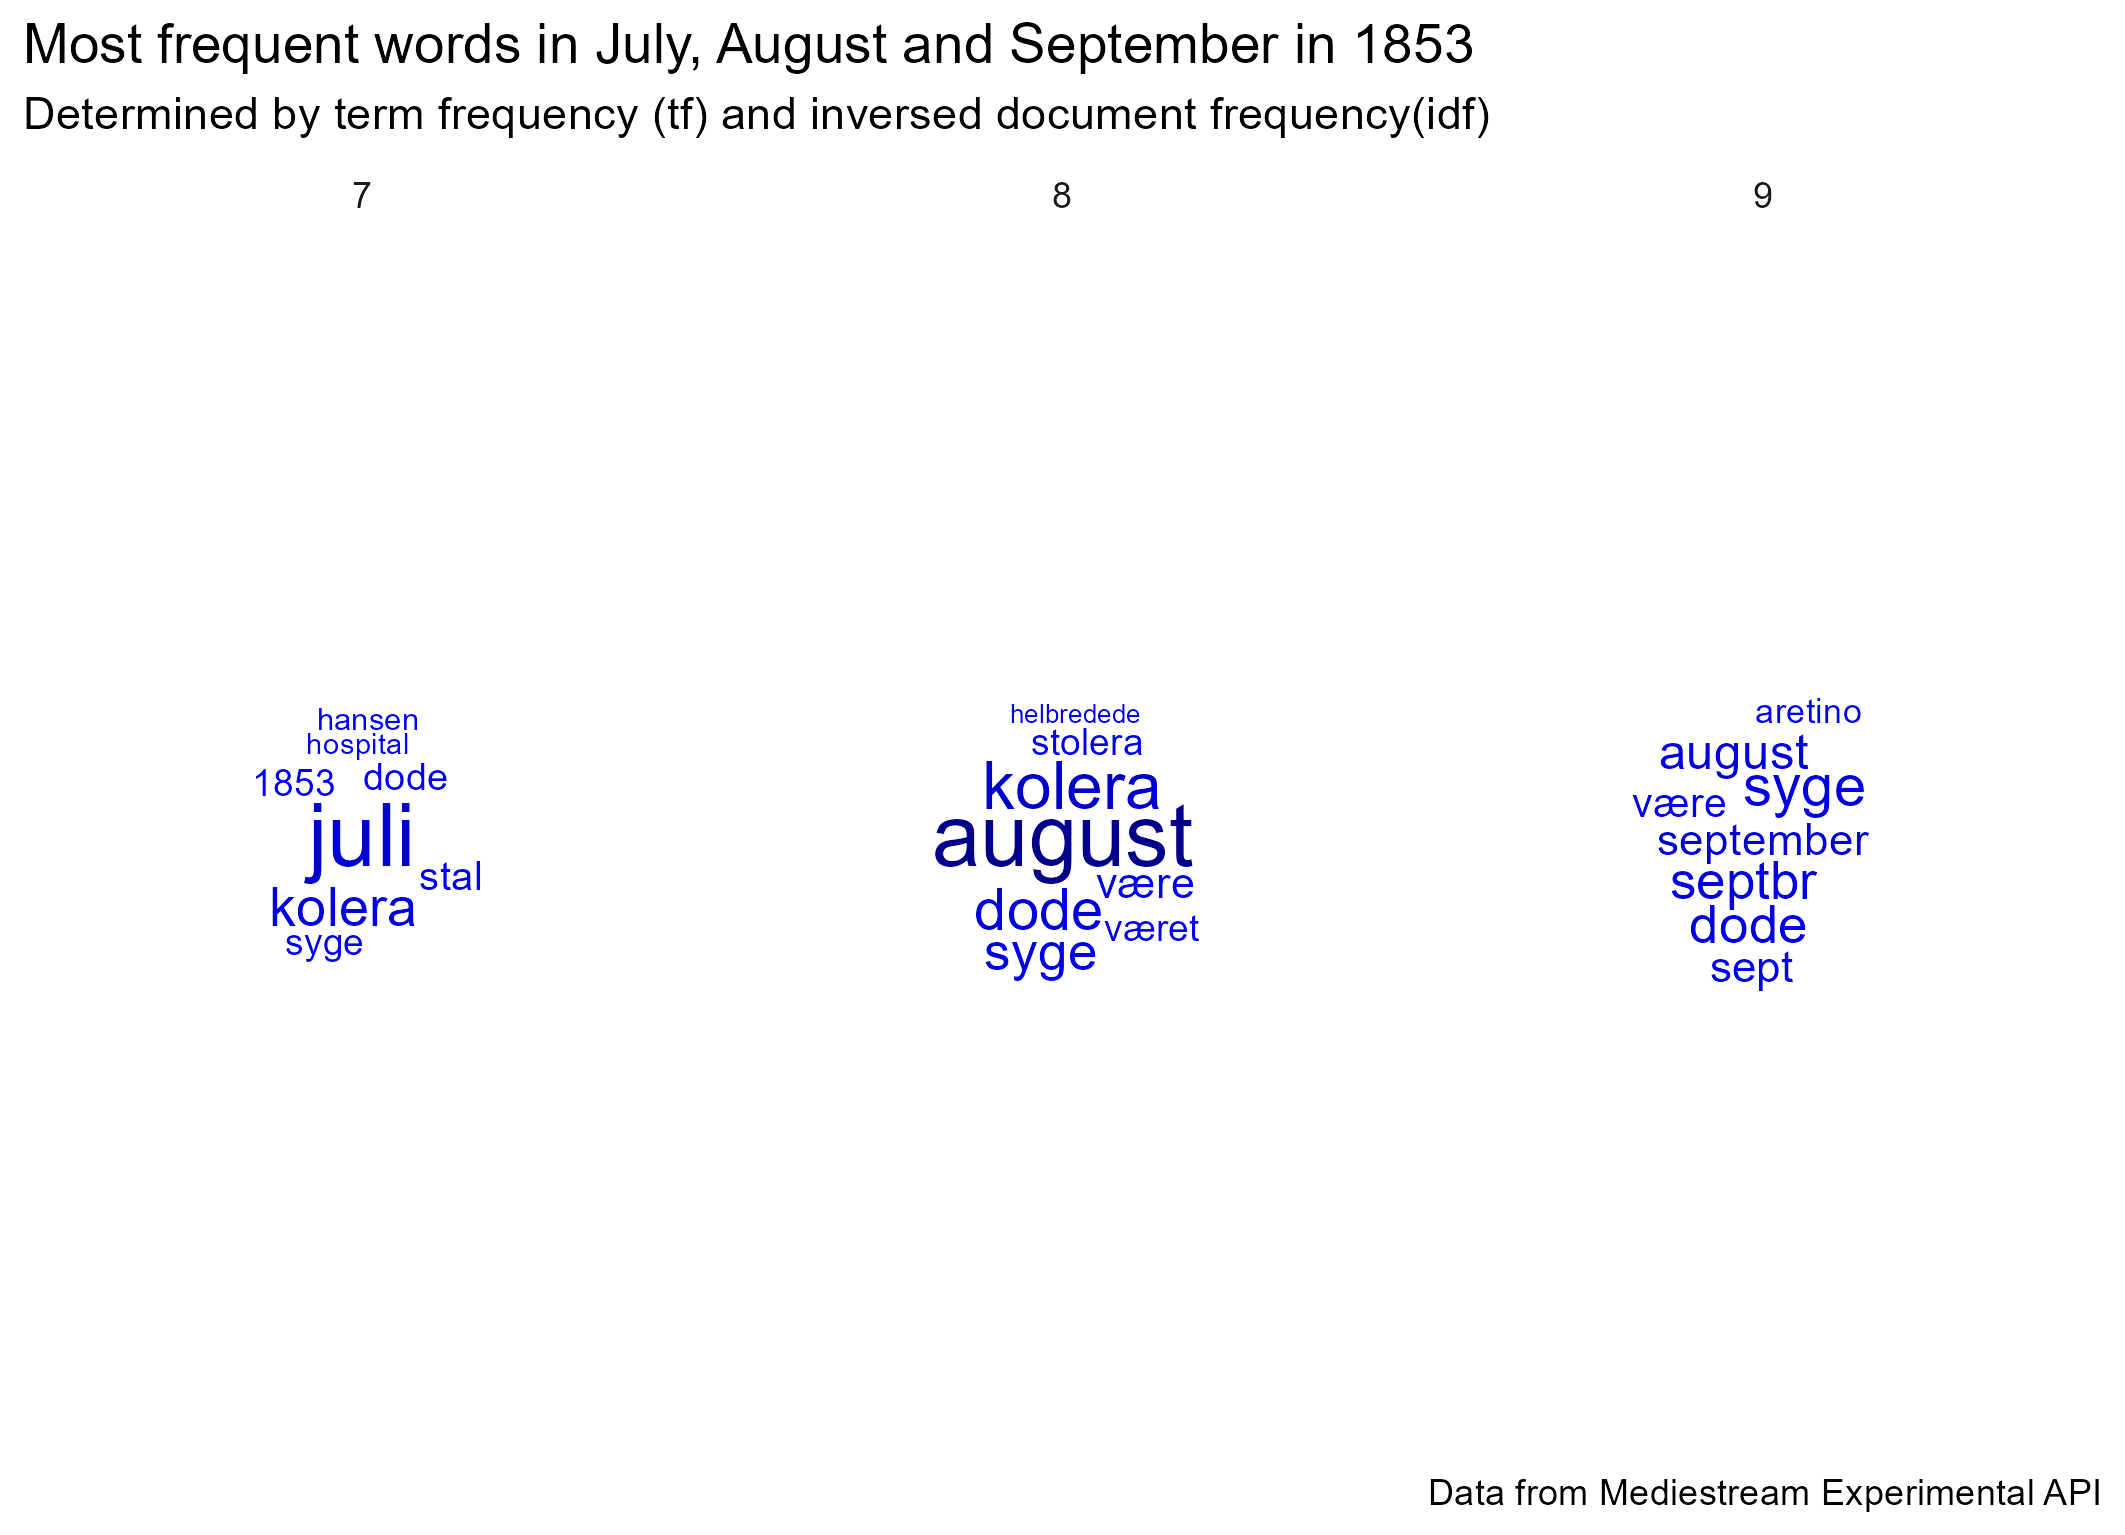 Most frequent words in July, August and September in 1853
Determined by term frequency (tf) and inversed document frequency(idf)
7
hansen
hospital
1853 dode
juli
stal
kolera
syge
8
helbredede
stolera
kolera
august
være
dode
været
syge
9
aretino
august
syge
være
september
septbr
dode
sept
Data from Mediestream Experimental API